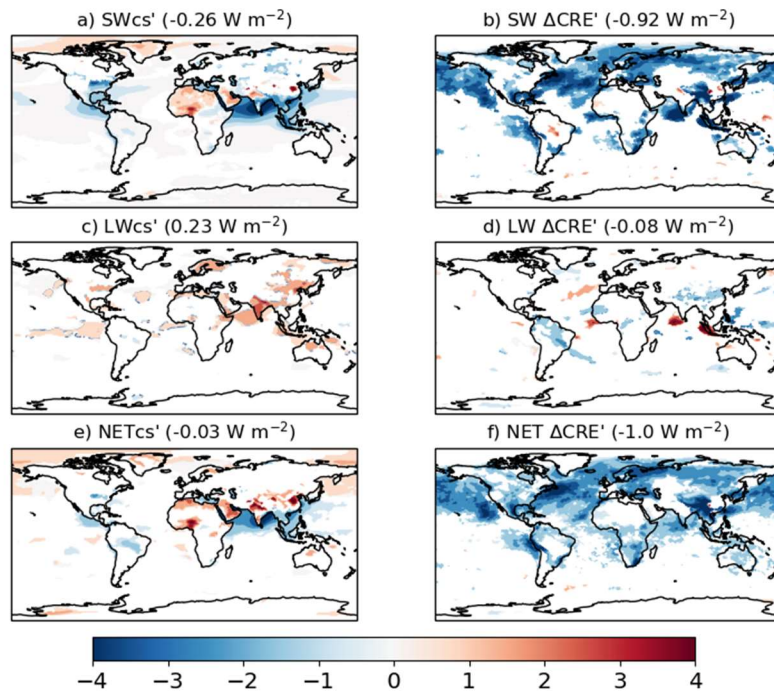 a) SWcs' (-0.26 W m⁻²)
b) SW ΔCRE' (-0.92 W m⁻²)
c) LWcs' (0.23 W m⁻²)
d) LW ΔCRE' (-0.08 W m⁻²)
e) NETcs' (-0.03 W m⁻²)
f) NET ΔCRE' (-1.0 W m⁻²)
−4 −3 −2 −1 0 1 2 3 4